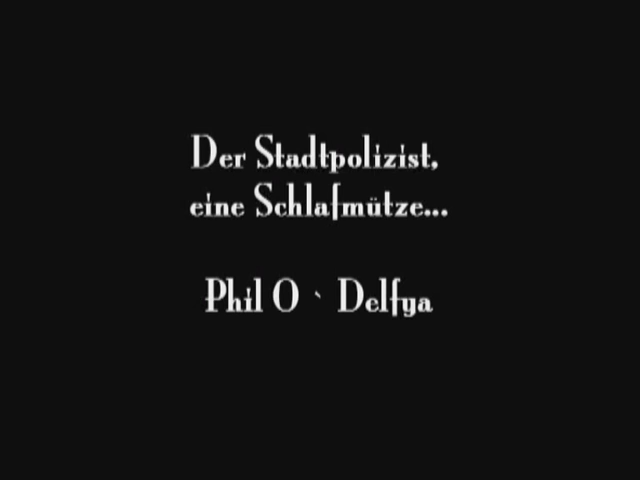 Der Stadtpolizist,
eine Schlafmütze...
Phil O ` Delfya